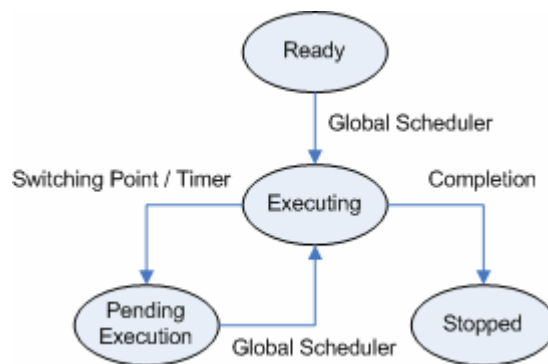 Ready
Global Scheduler
Switching Point / Timer
Completion
Executing
Pending
Execution
Stopped
Global Scheduler